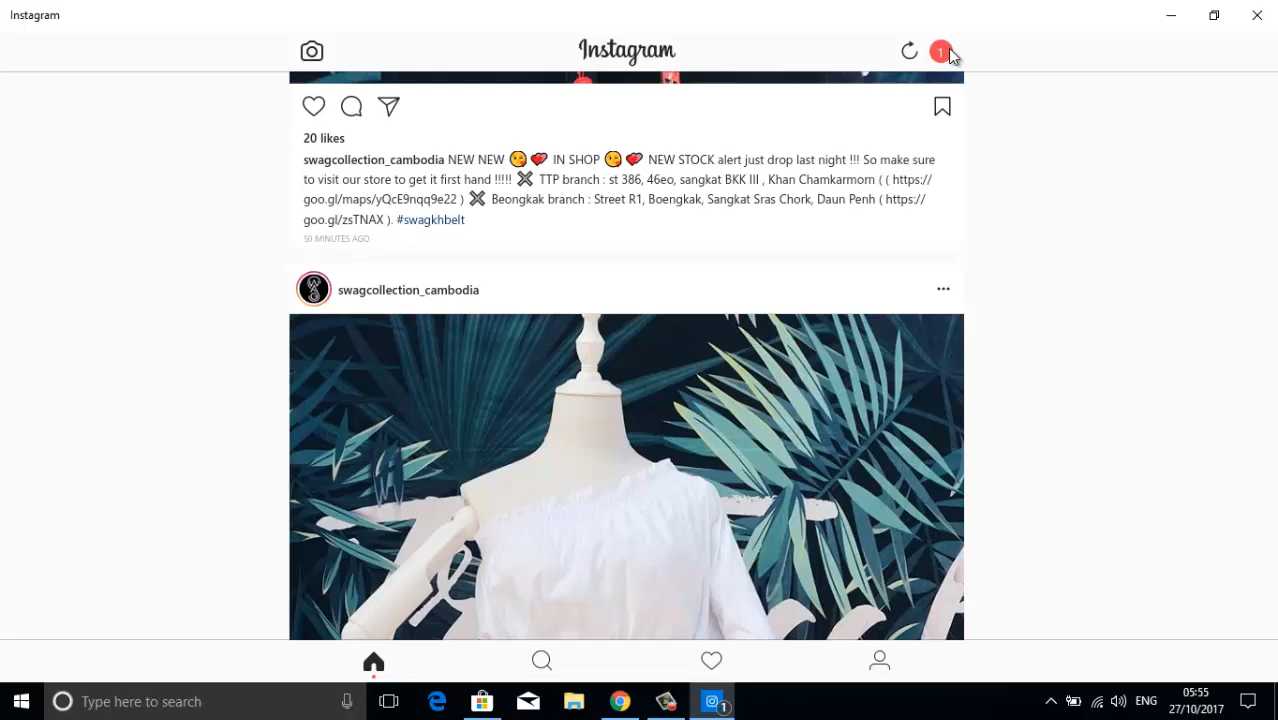 Instagram
Instagram
1
20 likes
swagcollection_cambodia NEW NEW 😘 💕 IN SHOP 😘 💕 NEW STOCK alert just drop last night !!! So make sure
to visit our store to get it first hand !!!!! ✖ TTP branch : st 386, 46eo, sangkat BKK III , Khan Chamkarmorn ( ( https://
goo.gl/maps/yQcE9nqq9e22 ) ✖ Beongkak branch : Street R1, Boengkak, Sangkat Sras Chork, Daun Penh ( https://
goo.gl/zsTNAX ). #swagkhbelt
50 MINUTES AGO
swagcollection_cambodia
Type here to search
1
ENG
05:55
27/10/2017